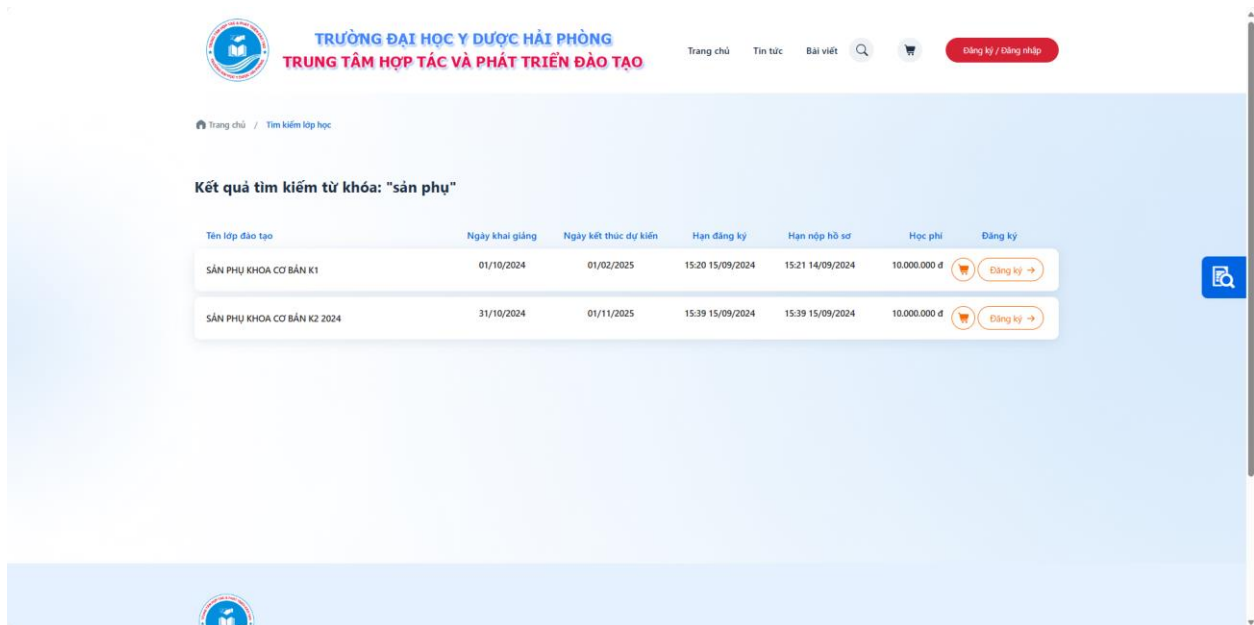 TRƯỜNG ĐẠI HỌC Y DƯỢC HẢI PHÒNG
TRUNG TÂM HỢP TÁC VÀ PHÁT TRIỂN ĐÀO TẠO
Trang chủ Tin tức Bài viết Đăng ký / Đăng nhập
Trang chủ / Tìm kiếm lớp học
Kết quả tìm kiếm từ khóa: "sản phụ"
Tên lớp đào tạo Ngày khai giảng Ngày kết thúc dự kiến Hạn đăng ký Hạn nộp hồ sơ Học phí Đăng ký
SẢN PHỤ KHOA CƠ BẢN K1 01/10/2024 01/02/2025 15:20 15/09/2024 15:21 14/09/2024 10.000.000 đ Đăng ký →
SẢN PHỤ KHOA CƠ BẢN K2 2024 31/10/2024 01/11/2025 15:39 15/09/2024 15:39 15/09/2024 10.000.000 đ Đăng ký →